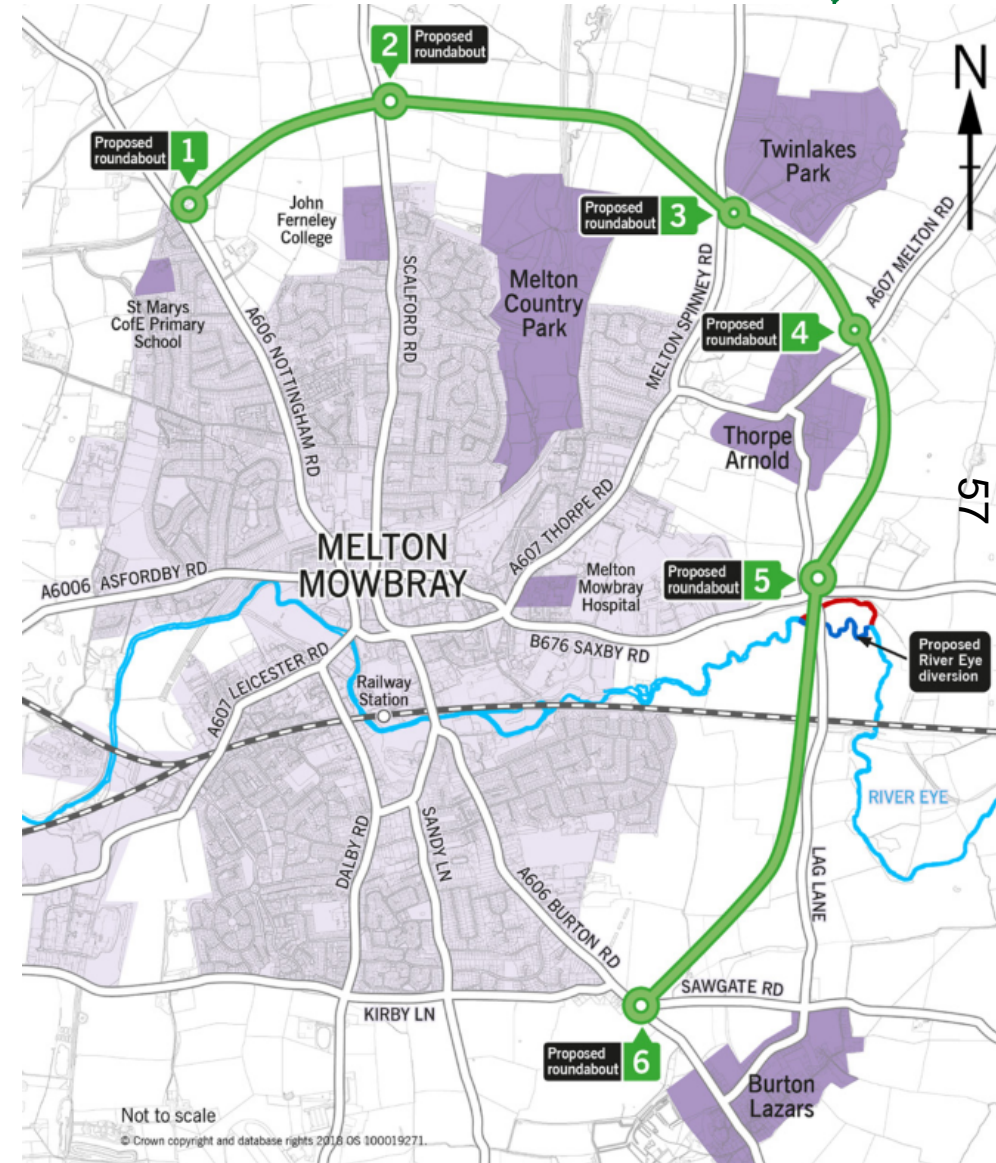 2
Proposed
roundabout
N
Proposed
roundabout
1
Twinlakes
Park
John
Ferneley
College
Proposed
roundabout
3
SCALFORD RD
Melton
Country
Park
MELTON SPINNEY RD
A607 MELTON RD
St Marys
CofE Primary
School
A606 NOTTINGHAM RD
Proposed
roundabout
4
Thorpe
Arnold
57
A607 THORPE RD
MELTON
MOWBRAY
A6006 ASFORDBY RD
Melton
Mowbray
Hospital
Proposed
roundabout
5
B676 SAXBY RD
Proposed
River Eye
diversion
A607 LEICESTER RD
Railway
Station
RIVER EYE
DALBY RD
SANDY LN
A606 BURTON RD
LAG LANE
SAWGATE RD
KIRBY LN
Proposed
roundabout
6
Burton
Lazars
Not to scale
© Crown copyright and database rights 2018 OS 100019271.